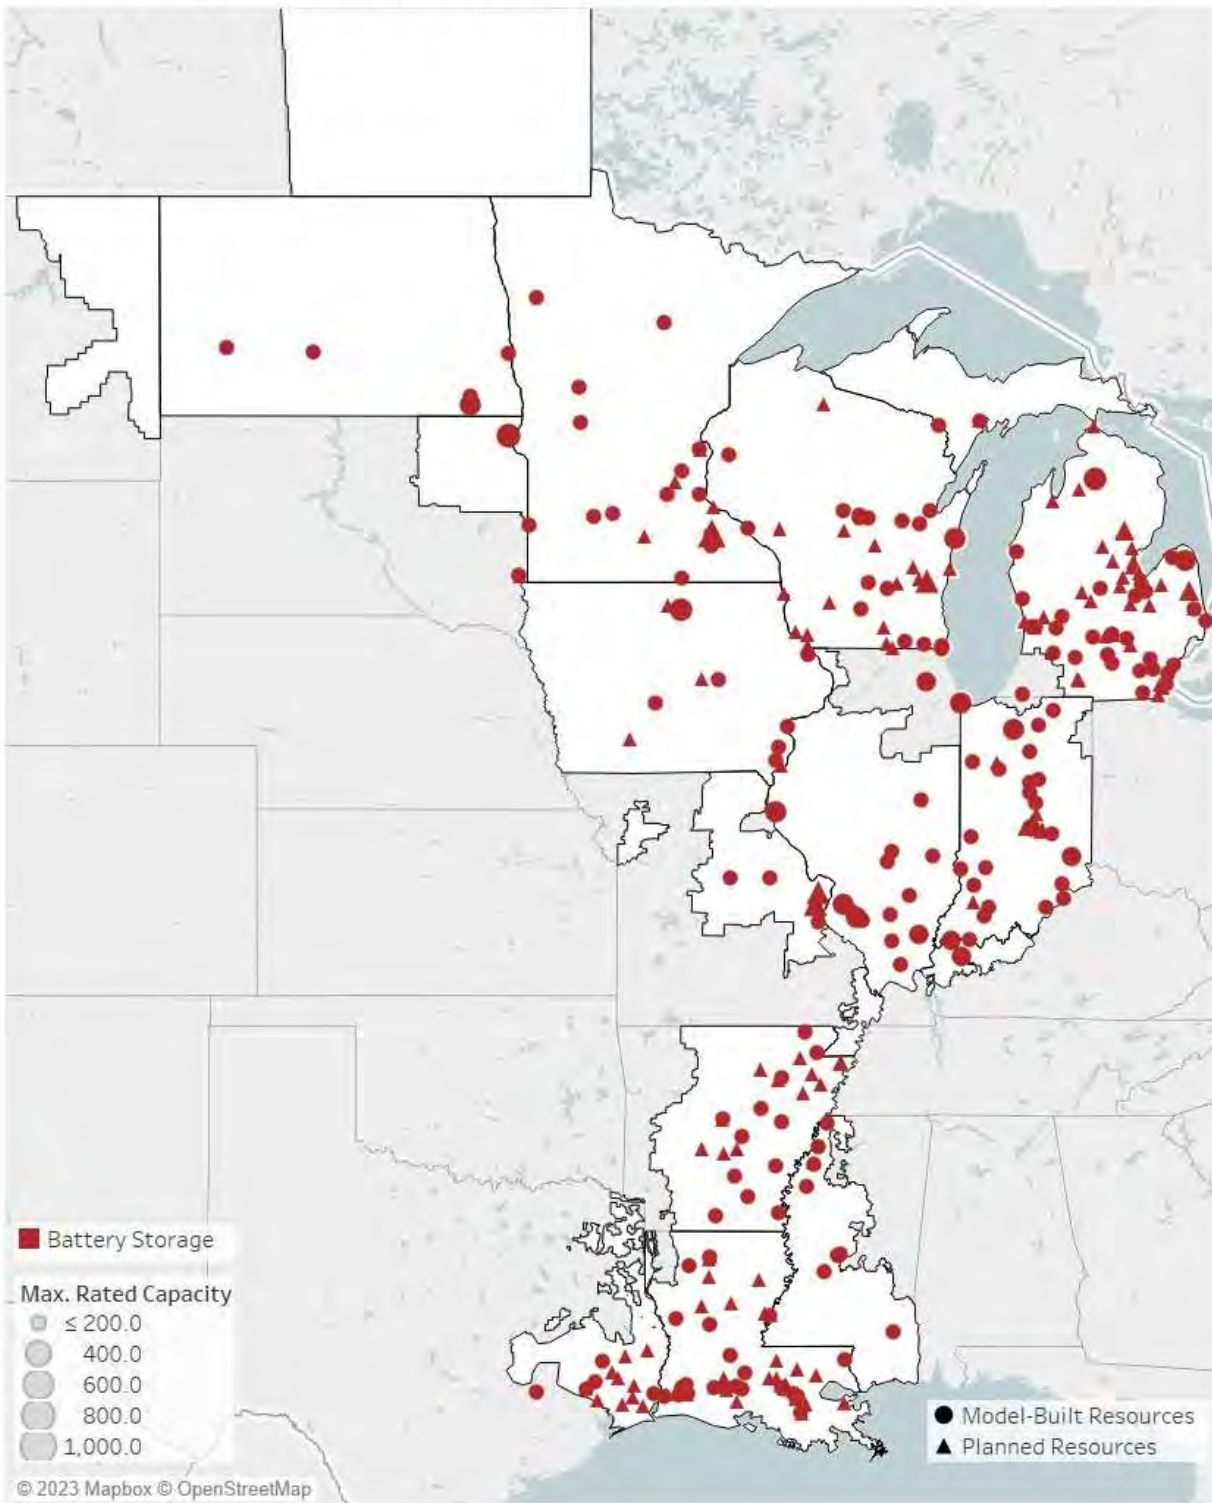 Battery Storage
Max. Rated Capacity
≤ 200.0
400.0
600.0
800.0
1,000.0
Model-Built Resources
Planned Resources
© 2023 Mapbox © OpenStreetMap